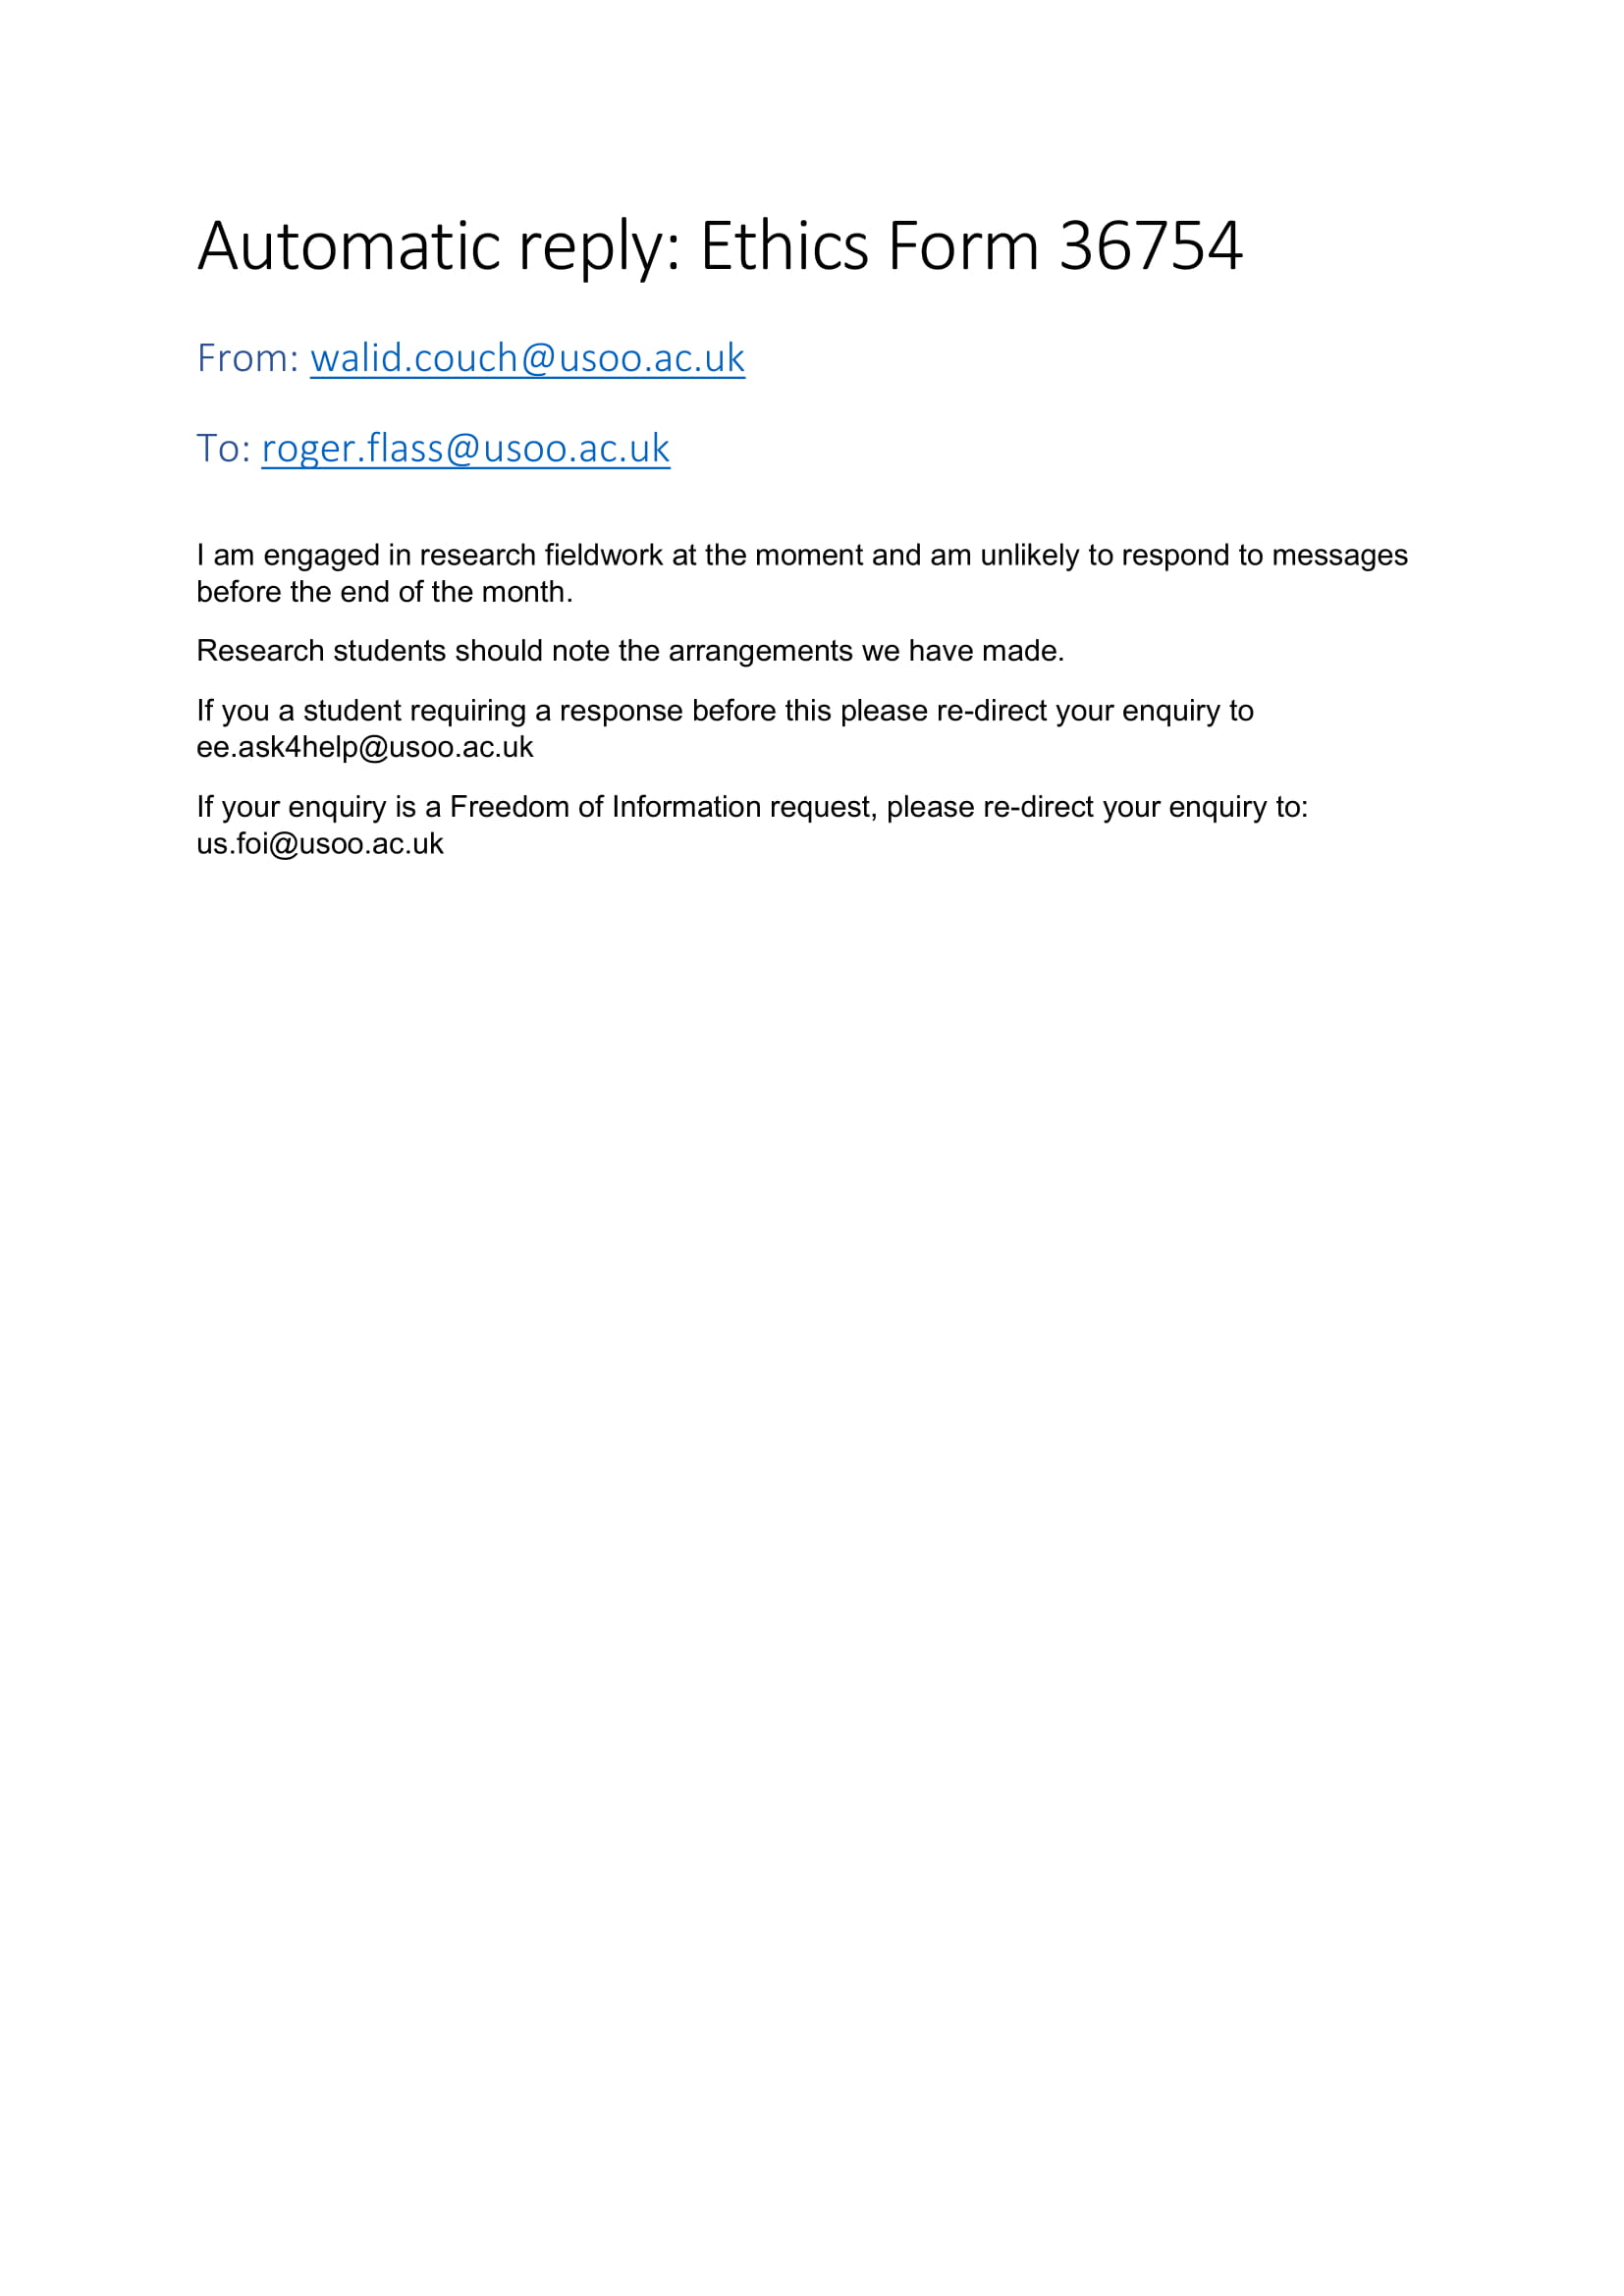 Automatic reply: Ethics Form 36754
From: walid.couch@usoo.ac.uk
To: roger.flass@usoo.ac.uk
I am engaged in research fieldwork at the moment and am unlikely to respond to messages
before the end of the month.
Research students should note the arrangements we have made.
If you a student requiring a response before this please re-direct your enquiry to
ee.ask4help@usoo.ac.uk
If your enquiry is a Freedom of Information request, please re-direct your enquiry to:
us.foi@usoo.ac.uk